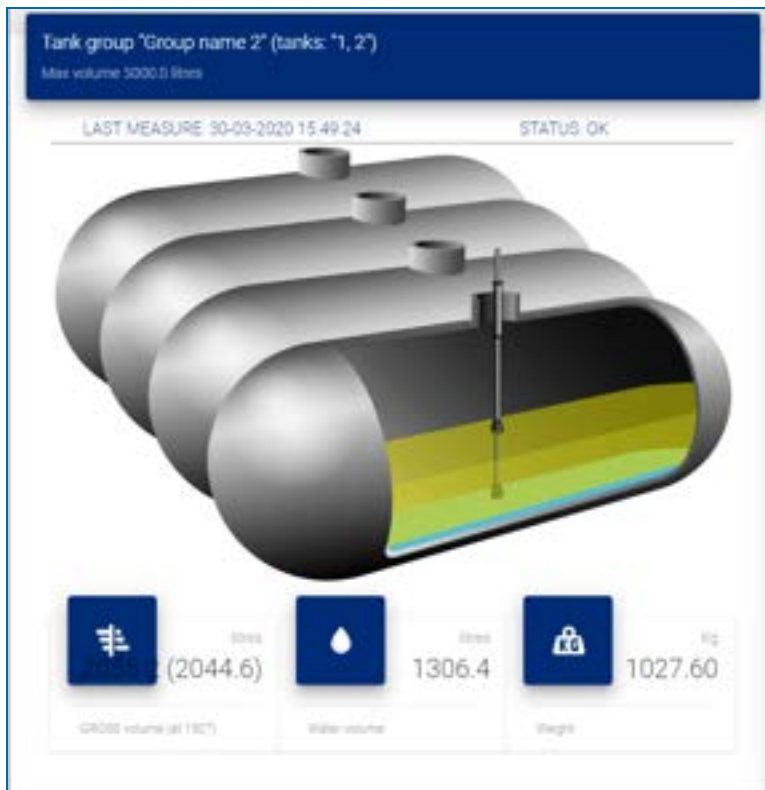 Tank group "Group name 2" (tanks: "1, 2")
Max volume 5000.0 litres
LAST MEASURE: 30-03-2020 15:49:24
STATUS: OK
litres
(2044.6)
GROSS volume (at
litres
1306.4
Water volume
KG
Kg
1027.60
Weight